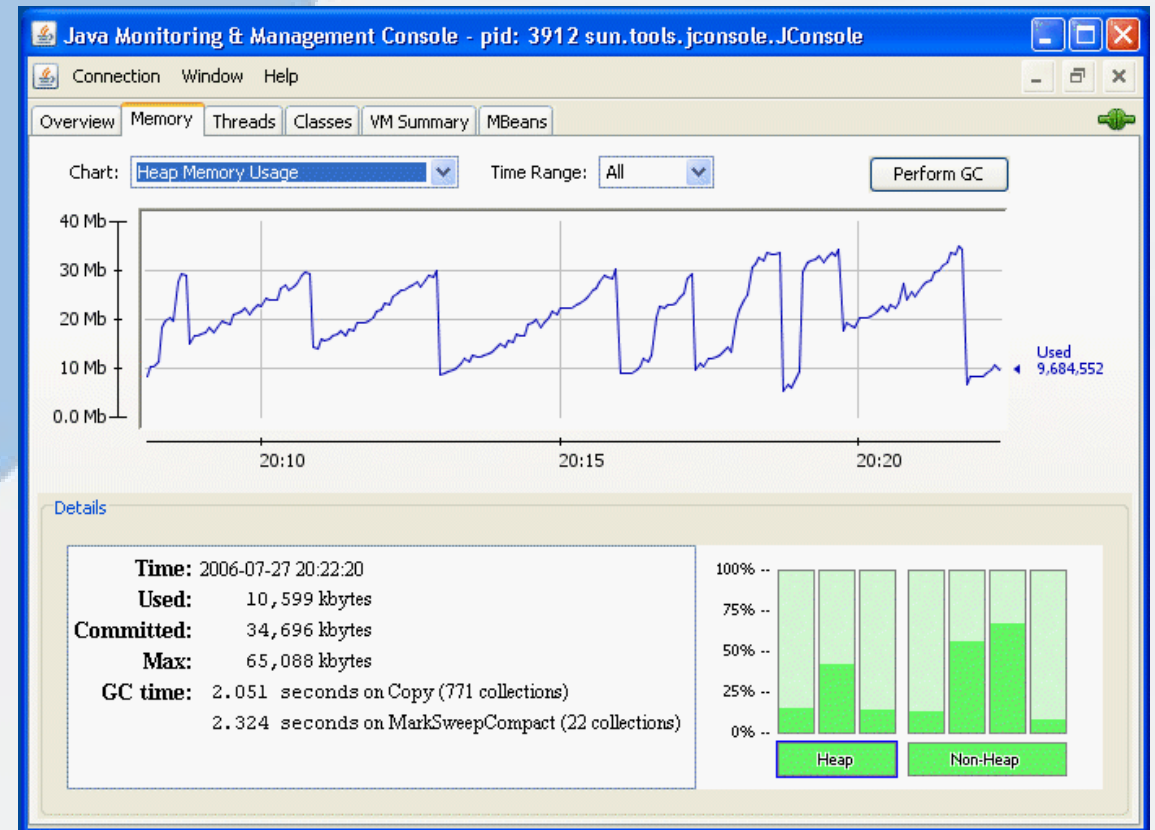 Java Monitoring & Management Console - pid: 3912 sun.tools.jconsole.JConsole
Connection Window Help
Overview Memory Threads Classes VM Summary MBeans
Chart: Heap Memory Usage Time Range: All Perform GC
40 Mb
30 Mb
20 Mb
10 Mb
0.0 Mb
Used
9,684,552
20:10 20:15 20:20
Details
Time: 2006-07-27 20:22:20
Used: 10,599 kbytes
Committed: 34,696 kbytes
Max: 65,088 kbytes
GC time: 2.051 seconds on Copy (771 collections)
2.324 seconds on MarkSweepCompact (22 collections)
100% --
75% --
50% --
25% --
0% --
Heap Non-Heap